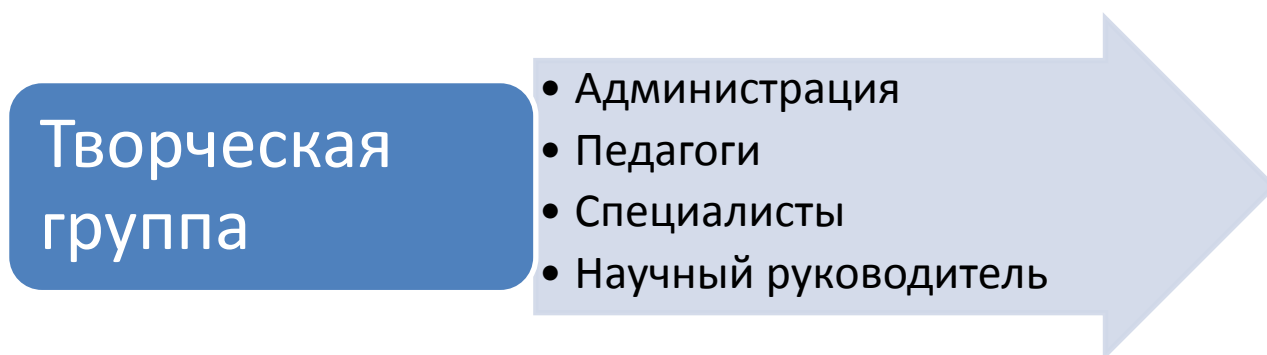 Творческая
группа
• Администрация
• Педагоги
• Специалисты
• Научный руководитель